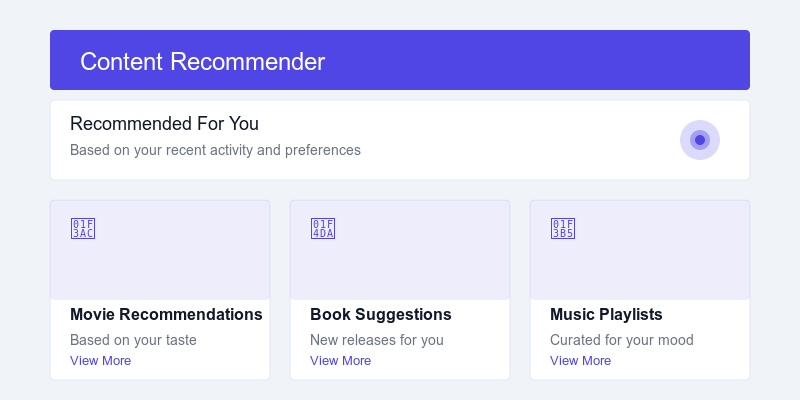 Content Recommender
Recommended For You
Based on your recent activity and preferences
01F
3AC
01F
4DA
01F
3B5
Movie Recommendations
Book Suggestions
Music Playlists
Based on your taste
New releases for you
Curated for your mood
View More
View More
View More